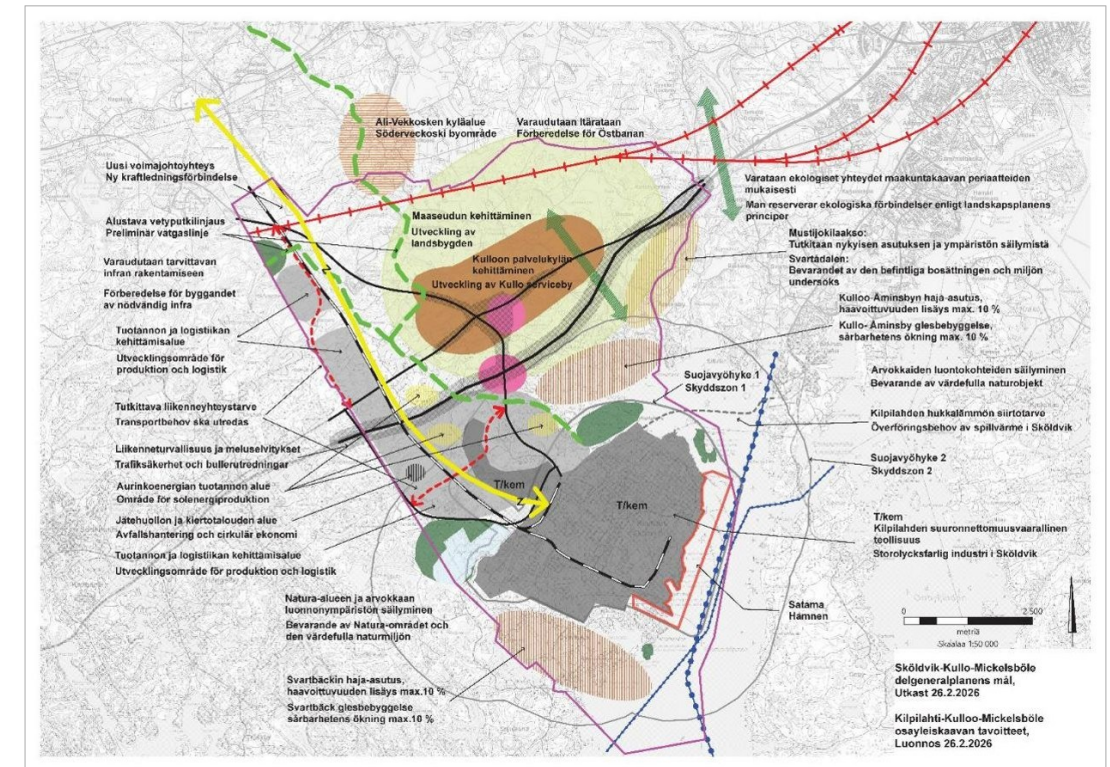 Ali-Vekkosken kyläalue
Söderveckoski byområde
Varaudutaan Itärataan
Förberedelse för Östbanan
Uusi voimajohtoyhteys
Ny kraftledningsförbindelse
Varataan ekologiset yhteydet maakuntakaavan periaatteiden
mukaisesti
Man reserverar ekologiska förbindelser enligt landskapsplanens
principer
Alustava vetyputkilinjaus
Preliminär vätgaslinje
Maaseudun kehittäminen
Utveckling av
landsbygden
Mustijokilaakso:
Tutkitaan nykyisen asutuksen ja ympäristön säilymistä
Svartådalen:
Bevarandet av den befintliga bosättningen och miljön
undersöks
Varaudutaan tarvittavan
infran rakentamiseen
Förberedelse för byggandet
av nödvändig infra
Kulloon palvelukylän
kehittäminen
Utveckling av Kullo serviceby
Kulloo-Åminsbyn haja-asutus,
haavoittuvuuden lisäys max. 10 %
Kullo- Åminsby glesbebyggelse,
sårbarhetens ökning max. 10 %
Tuotannon ja logistiikan
kehittämisalue
Utvecklingsområde för
produktion och logistik
Suojavyöhyke 1
Skyddszon 1
Arvokkaiden luontokohteiden säilyminen
Bevarande av värdefulla naturobjekt
Tutkittava liikenneyhteystarve
Transportbehov ska utredas
Kilpilahden hukkalämmön siirtotarve
Överföringsbehov av spillvärme i Sköldvik
Liikenneturvallisuus ja meluselvitykset
Trafiksäkerhet och bullerutredningar
Suojavyöhyke 2
Skyddszon 2
Aurinkoenergian tuotannon alue
Område för solenergiproduktion
T/kem
T/kem
Z
Z
T/kem
Kilpilahden suuronnettomuusvaarallinen
teollisuus
Storolycksfarlig industri i Sköldvik
Jätehuollon ja kiertotalouden alue
Avfallshantering och cirkulär ekonomi
Tuotannon ja logistiikan kehittämisalue
Utvecklingsområde för produktion och logistik
Natura-alueen ja arvokkaan
luonnonympäristön säilyminen
Bevarande av Natura-området och
den värdefulla naturmiljön
Satama
Hamnen
0 2 500
metriä
Skaalaa 1:50 000
Svartbäckin haja-asutus,
haavoittuvuuden lisäys max.10 %
Svartbäck glesbebyggelse
sårbarhetens ökning max.10 %
Sköldvik-Kullo-Mickelsböle
delgeneralplanens mål,
Utkast 26.2.2026
Kilpilahti-Kulloo-Mickelsböle
osayleiskaavan tavoitteet,
Luonnos 26.2.2026